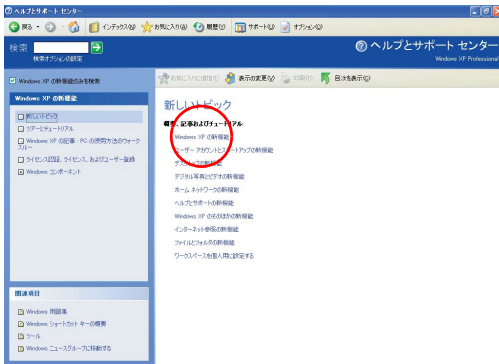 ヘルプとサポート センター
戻る
インデックス(X)
お気に入り(A)
履歴(O)
サポート(U)
オプション(O)
検索
検索オプションの設定
ヘルプとサポート センター
Windows XP Professional
Windows XP の新機能のみを検索
お気に入りに追加(F)
表示の変更(V)
印刷(P)
目次を表示(C)
Windows XP の新機能
新しいトピック
ツアーとチュートリアル
Windows XP の記事 : PC の使用方法のウォークスルー
ライセンス認証、ライセンス、およびユーザー登録
Windows コンポーネント
関連項目
Windows 用語集
Windows ショートカット キーの概要
ツール
Windows ニュースグループに移動する
新しいトピック
概要、記事およびチュートリアル:
Windows XP の新機能
ユーザー アカウントとスタートアップの新機能
デスクトップの新機能
デジタル写真とビデオの新機能
ホーム ネットワークの新機能
ヘルプとサポートの新機能
Windows XP のそのほかの新機能
インターネット参照の新機能
ファイルとフォルダの新機能
ワークスペースを個人用に設定する